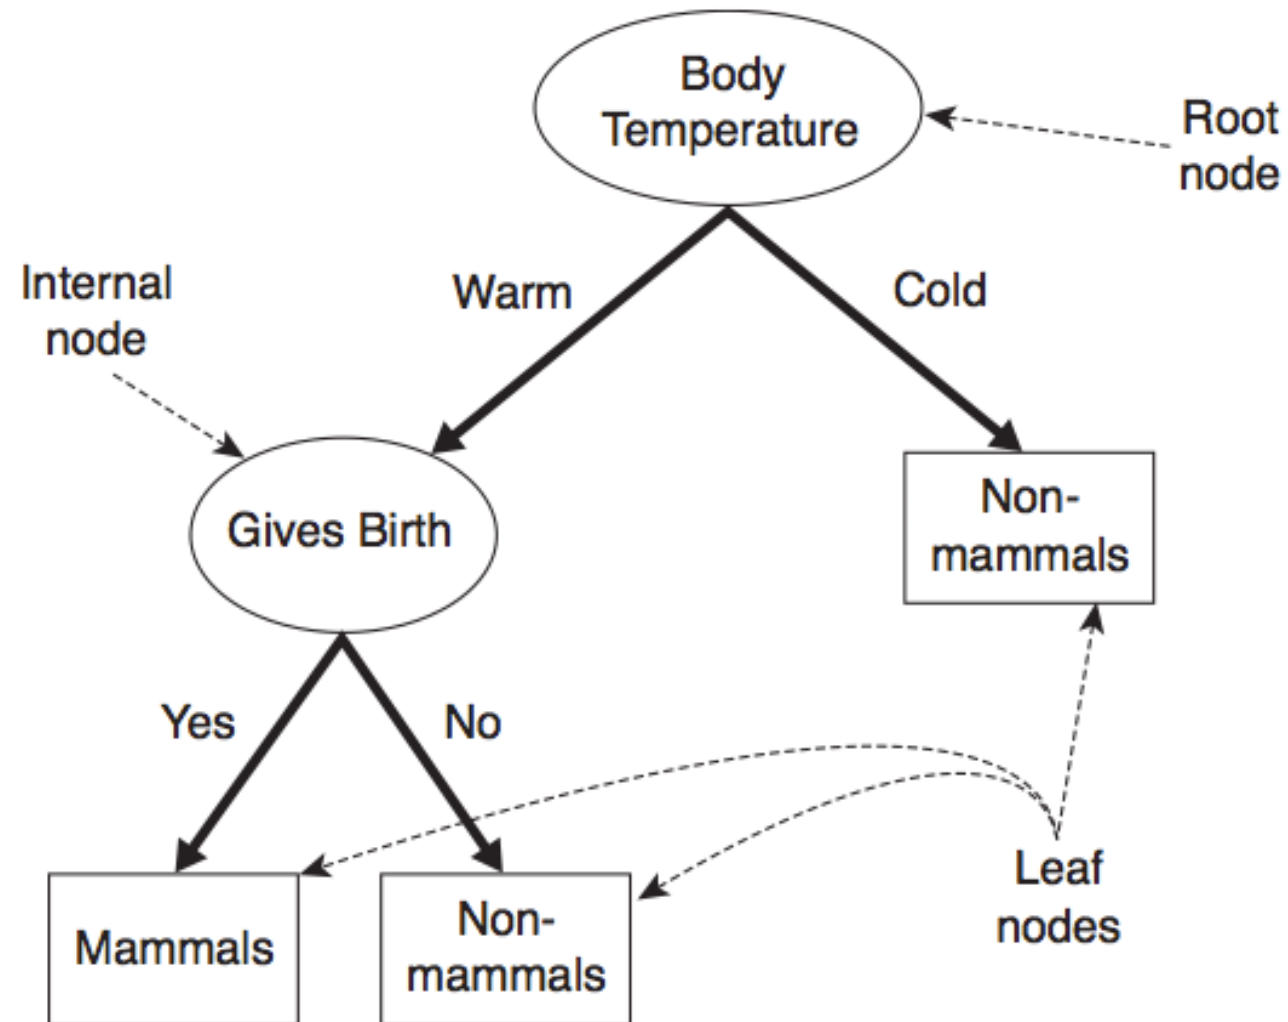 Body
Temperature
Root
node
Internal
node
Warm
Cold
Gives Birth
Non-
mammals
Yes
No
Mammals
Non-
mammals
Leaf
nodes